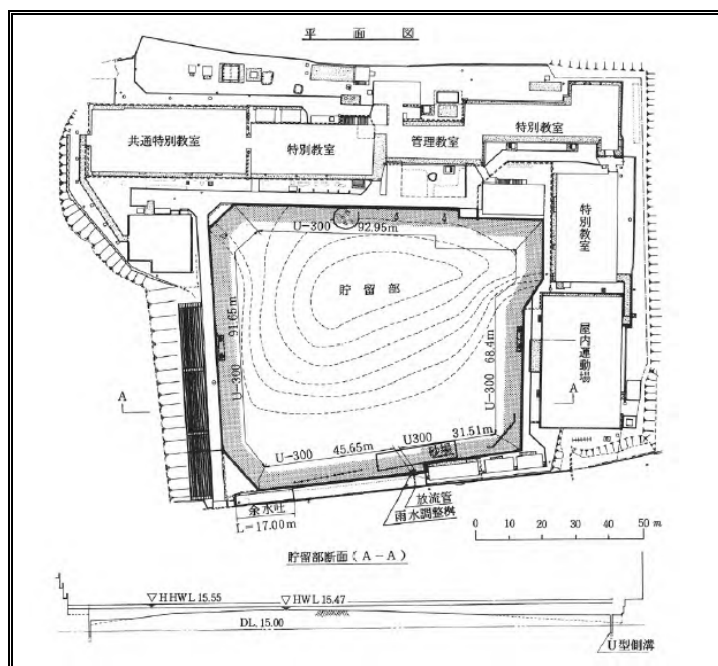 平面図
共通特別教室
特別教室
管理教室
特別教室
特別教室
U-300 92.95m
貯留部
91.65m
U-300
68.4m
U-300
屋内運動場
A
A
U-300 45.65m
U300 31.51m
砂場
余水吐
L=17.00m
放流管
雨水調整桝
0 10 20 30 40 50 m
貯留部断面(A-A)
▽HHWL 15.55
▽HWL 15.47
DL. 15.00
U型側溝